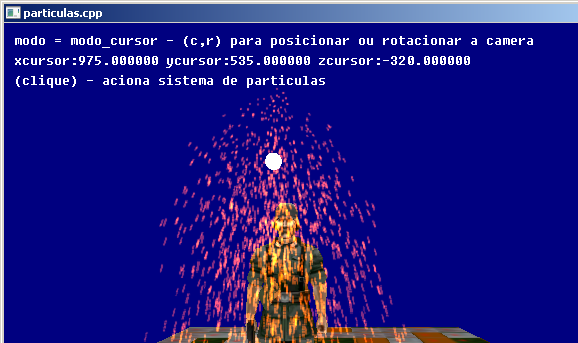 particulas.cpp
modo = modo_cursor - (c,r) para posicionar ou rotacionar a camera
xcursor:975.000000 ycursor:535.000000 zcursor:-320.000000
(clique) - aciona sistema de particulas